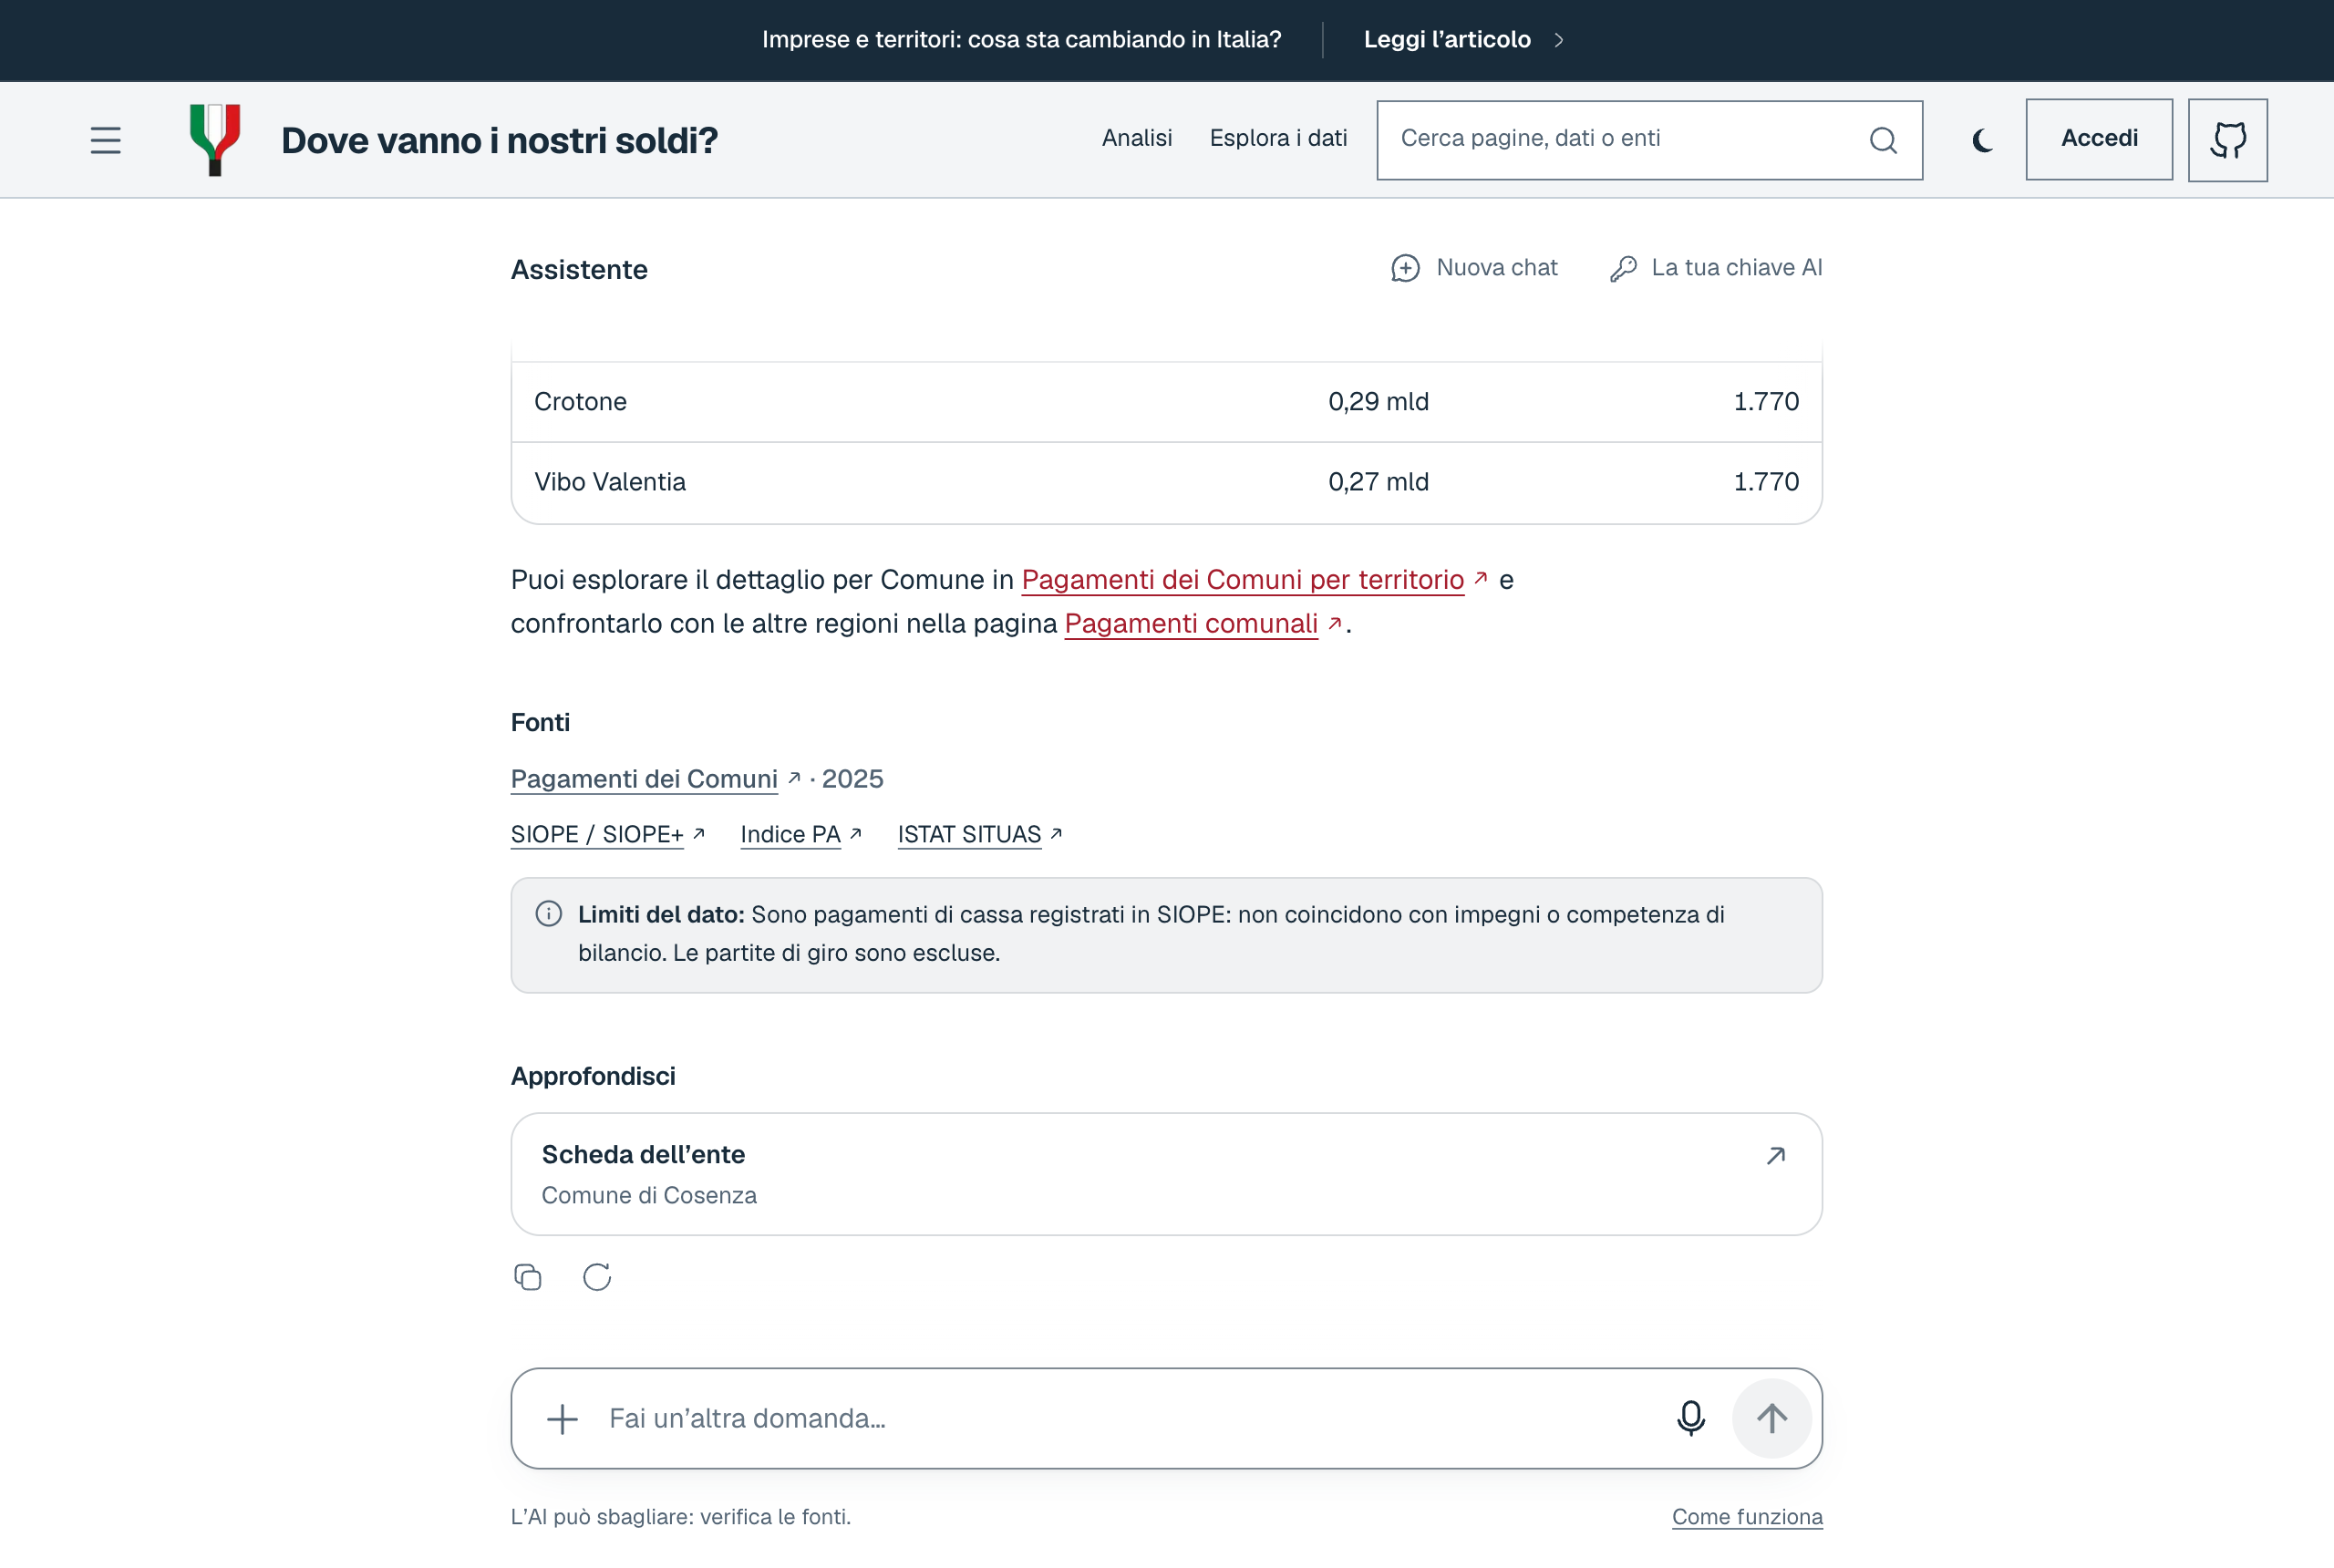 Imprese e territori: cosa sta cambiando in Italia? Leggi l’articolo
Dove vanno i nostri soldi? Analisi Esplora i dati Cerca pagine, dati o enti Accedi
Assistente Nuova chat La tua chiave AI
Crotone 0,29 mld 1.770
Vibo Valentia 0,27 mld 1.770
Puoi esplorare il dettaglio per Comune in Pagamenti dei Comuni per territorio ↗ e
confrontarlo con le altre regioni nella pagina Pagamenti comunali ↗.
Fonti
Pagamenti dei Comuni ↗ · 2025
SIOPE / SIOPE+ ↗ Indice PA ↗ ISTAT SITUAS ↗
Limiti del dato: Sono pagamenti di cassa registrati in SIOPE: non coincidono con impegni o competenza di
bilancio. Le partite di giro sono escluse.
Approfondisci
Scheda dell’ente
Comune di Cosenza
Fai un’altra domanda…
L’AI può sbagliare: verifica le fonti. Come funziona